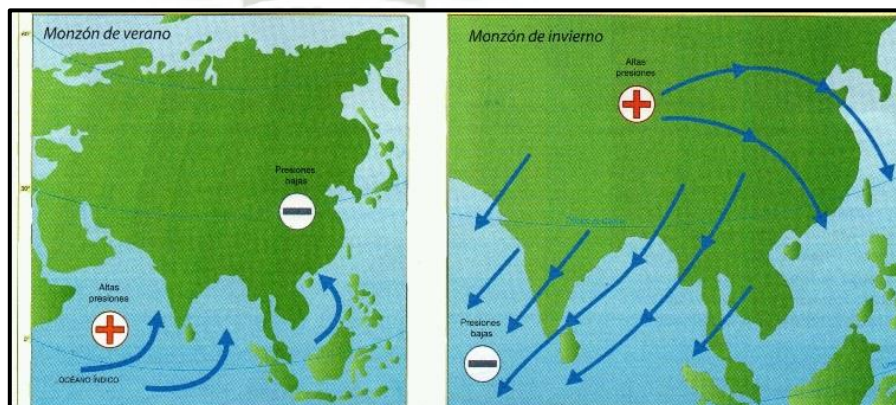 Monzón de verano
Presiones
bajas
Altas
presiones
OCÉANO ÍNDICO
Monzón de invierno
Altas
presiones
Presiones
bajas